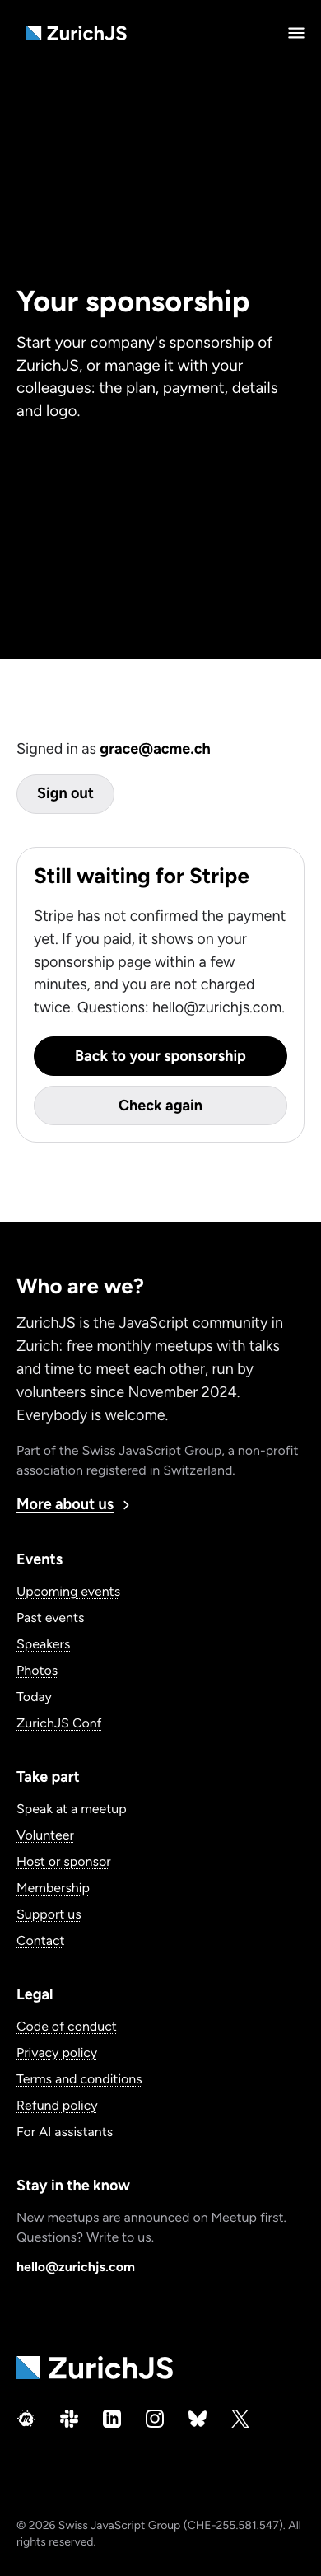 ZurichJS
Your sponsorship
Start your company's sponsorship of
ZurichJS, or manage it with your
colleagues: the plan, payment, details
and logo.
Signed in as grace@acme.ch
Sign out
Still waiting for Stripe
Stripe has not confirmed the payment
yet. If you paid, it shows on your
sponsorship page within a few
minutes, and you are not charged
twice. Questions: hello@zurichjs.com.
Back to your sponsorship
Check again
Who are we?
ZurichJS is the JavaScript community in
Zurich: free monthly meetups with talks
and time to meet each other, run by
volunteers since November 2024.
Everybody is welcome.
Part of the Swiss JavaScript Group, a non-profit
association registered in Switzerland.
More about us
Events
Upcoming events
Past events
Speakers
Photos
Today
ZurichJS Conf
Take part
Speak at a meetup
Volunteer
Host or sponsor
Membership
Support us
Contact
Legal
Code of conduct
Privacy policy
Terms and conditions
Refund policy
For AI assistants
Stay in the know
New meetups are announced on Meetup first.
Questions? Write to us.
hello@zurichjs.com
ZurichJS
© 2026 Swiss JavaScript Group (CHE-255.581.547). All
rights reserved.